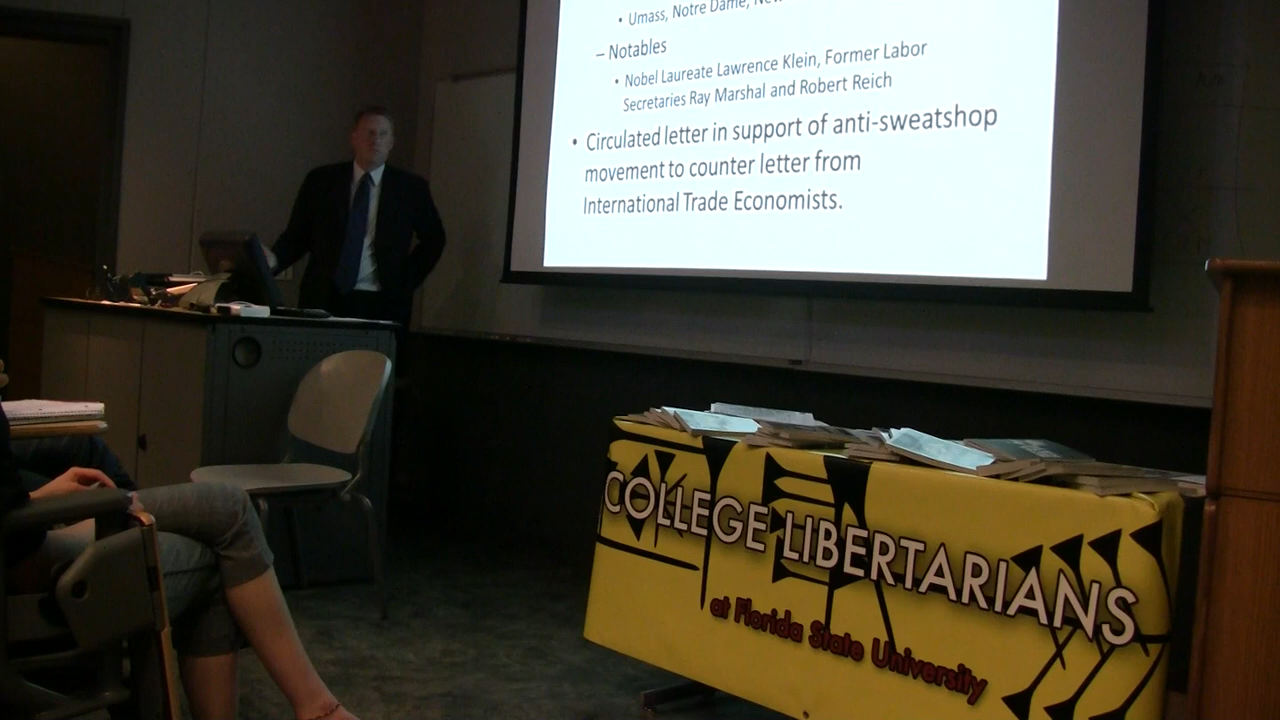 • Umass, Notre Dame, New
– Notables
• Nobel Laureate Lawrence Klein, Former Labor
Secretaries Ray Marshal and Robert Reich
• Circulated letter in support of anti-sweatshop
movement to counter letter from
International Trade Economists.
COLLEGE LIBERTARIANS
at Florida State University